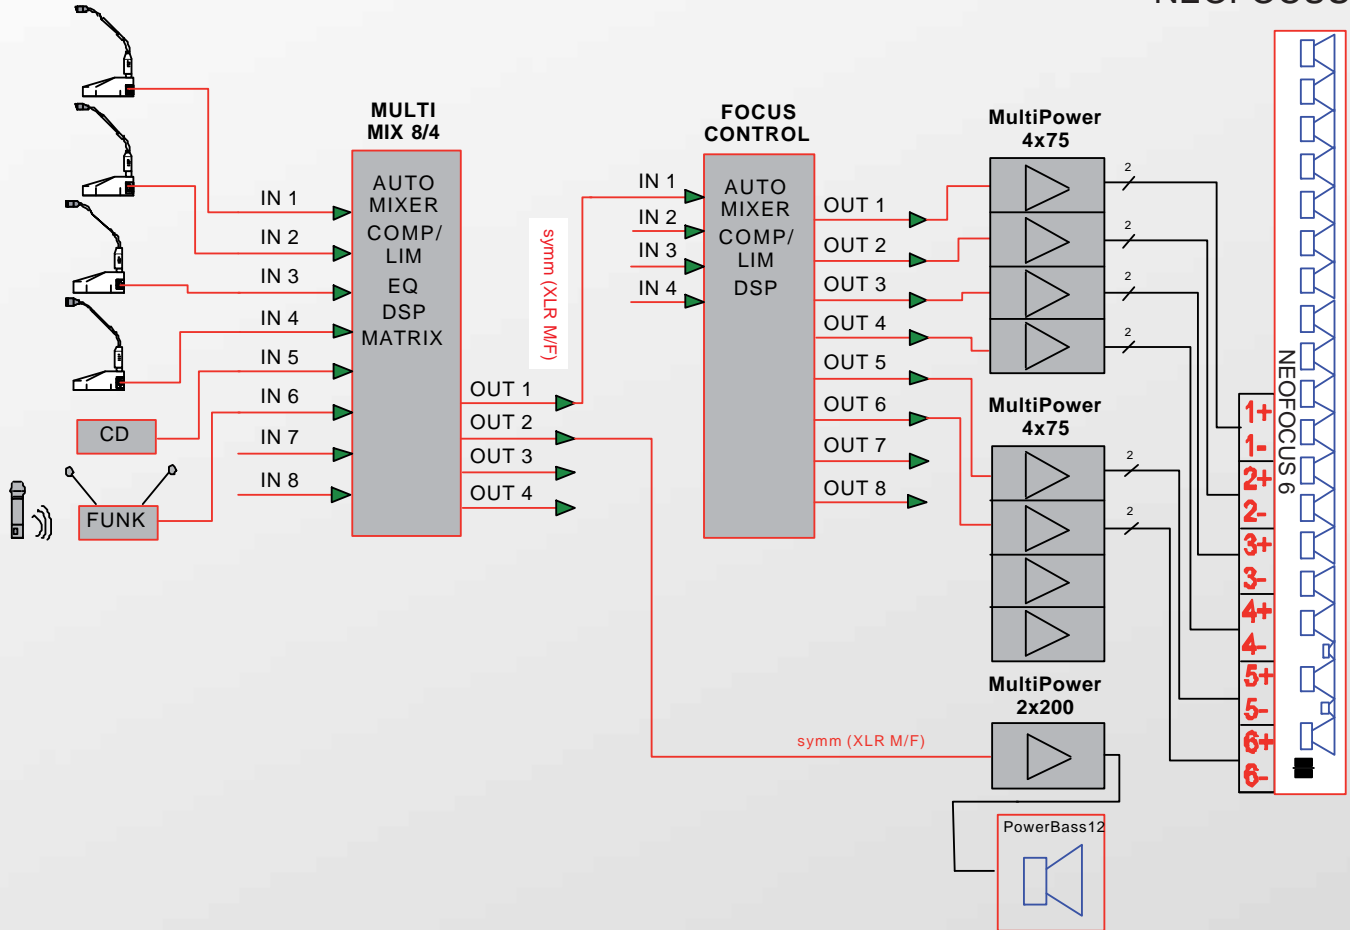 MULTI
MIX 8/4
AUTO
MIXER
COMP/
LIM
EQ
DSP
MATRIX
IN 1
IN 2
IN 3
IN 4
IN 5
IN 6
IN 7
IN 8
CD
FUNK
OUT 1
OUT 2
OUT 3
OUT 4
symm (XLR M/F)
FOCUS
CONTROL
IN 1
IN 2
IN 3
IN 4
AUTO
MIXER
COMP/
LIM
DSP
OUT 1
OUT 2
OUT 3
OUT 4
OUT 5
OUT 6
OUT 7
OUT 8
MultiPower
4x75
2
2
2
2
MultiPower
4x75
2
2
MultiPower
2x200
symm (XLR M/F)
PowerBass12
NEOFOCUS 6
1+
1-
2+
2-
3+
3-
4+
4-
5+
5-
6+
6-